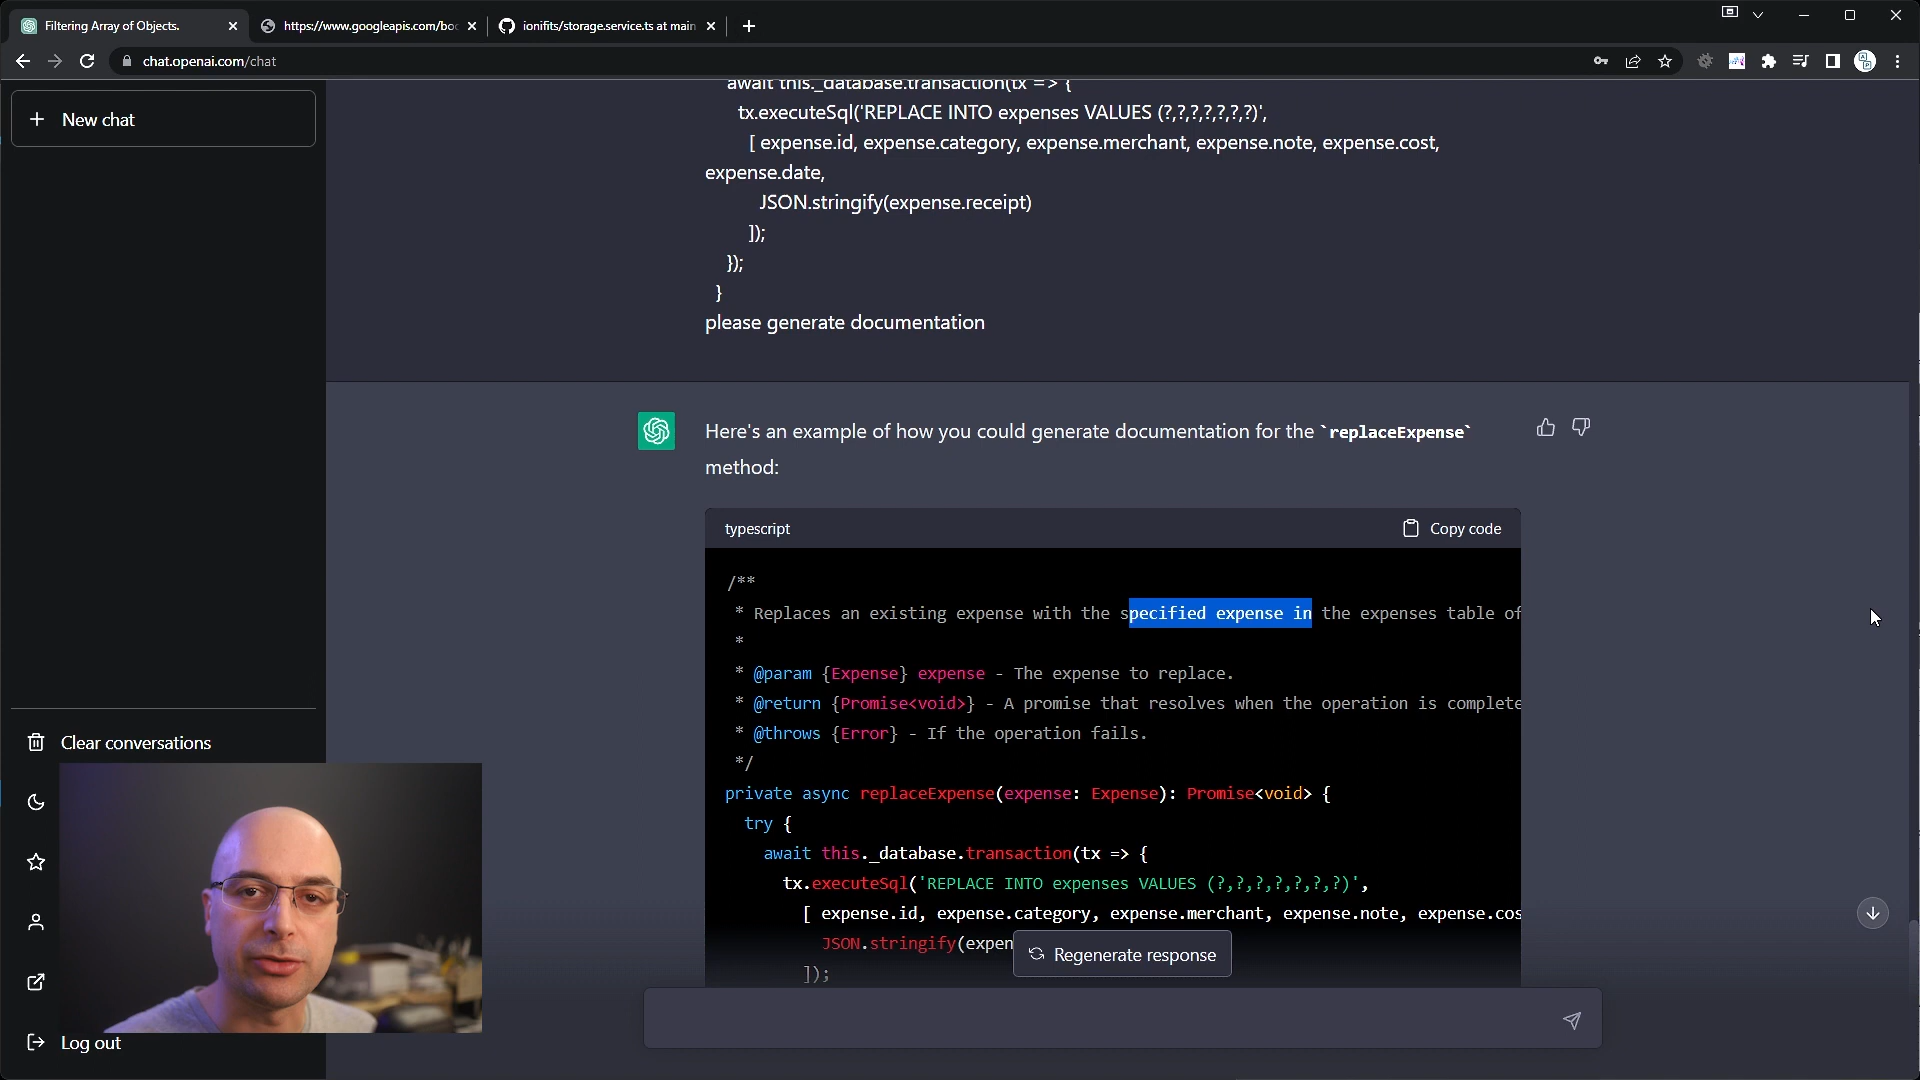 Filtering Array of Objects.
https://www.googleapis.com/boo
ionifits/storage.service.ts at main
chat.openai.com/chat
New chat
await this._database.transaction(tx => {
tx.executeSql('REPLACE INTO expenses VALUES (?,?,?,?,?,?,?)',
[ expense.id, expense.category, expense.merchant, expense.note, expense.cost,
expense.date,
JSON.stringify(expense.receipt)
]);
});
}
please generate documentation
Here's an example of how you could generate documentation for the `replaceExpense`
method:
typescript
Copy code
/**
* Replaces an existing expense with the specified expense in the expenses table of
*
* @param {Expense} expense - The expense to replace.
* @return {Promise<void>} - A promise that resolves when the operation is complete
* @throws {Error} - If the operation fails.
*/
private async replaceExpense(expense: Expense): Promise<void> {
try {
await this._database.transaction(tx => {
tx.executeSql('REPLACE INTO expenses VALUES (?,?,?,?,?,?,?)',
[ expense.id, expense.category, expense.merchant, expense.note, expense.cos
JSON.stringify(expen
]);
Regenerate response
Clear conversations
Log out